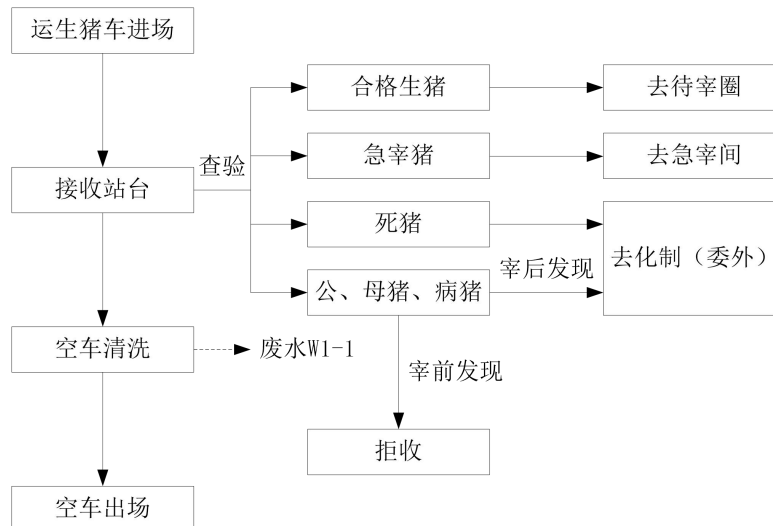 运生猪车进场
合格生猪
去待宰圈
查验
急宰猪
去急宰间
接收站台
死猪
去化制（委外）
宰后发现
公、母猪、病猪
空车清洗
废水W1-1
宰前发现
拒收
空车出场